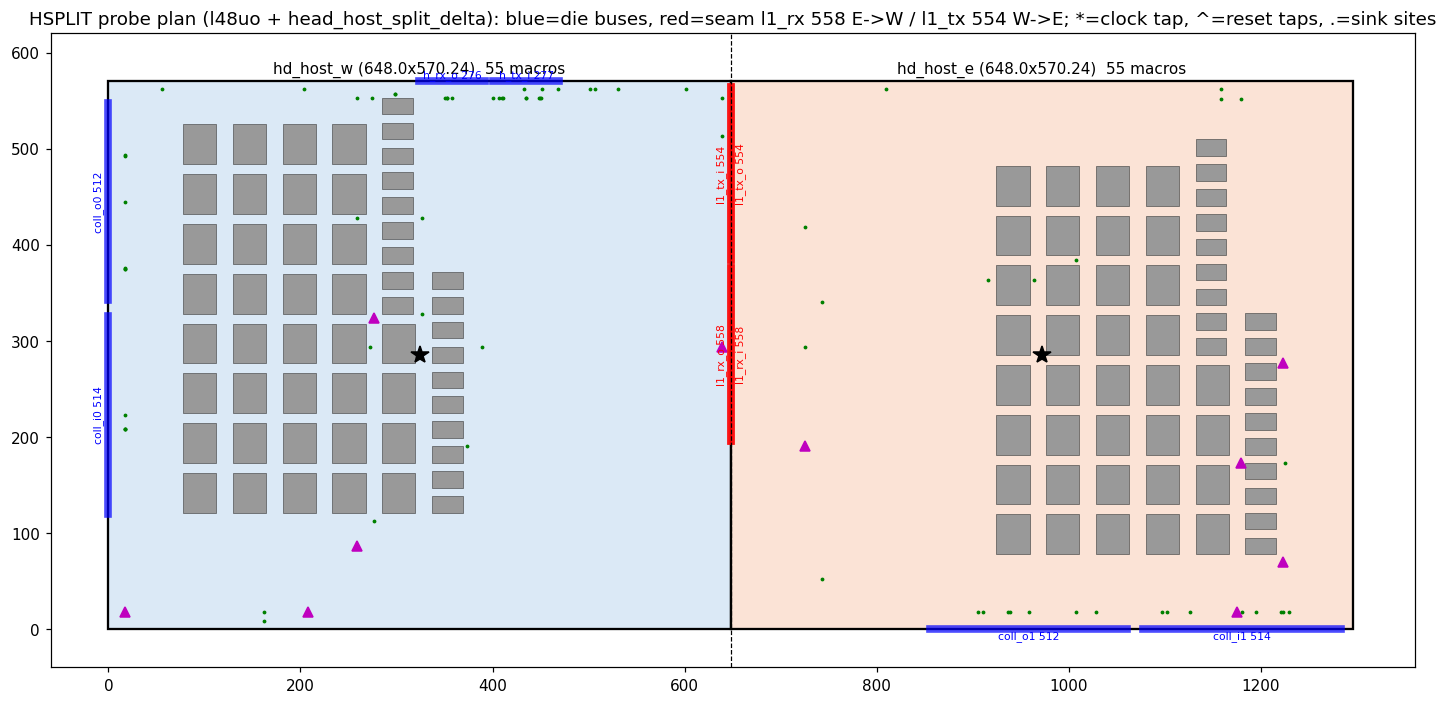 HSPLIT probe plan (l48uo + head_host_split_delta): blue=die buses, red=seam l1_rx 558 E->W / l1_tx 554 W->E; *=clock tap, ^=reset taps, .=sink sites
hd_host_w (648.0x570.24) 55 macros
hd_host_e (648.0x570.24) 55 macros
600
500
400
300
200
100
0
coll_o0 512
coll_i0 514
l1_tx_i 554
l1_tx_o 554
l1_rx_i 558
coll_o1 512
coll_i1 514
0
200
400
600
800
1000
1200